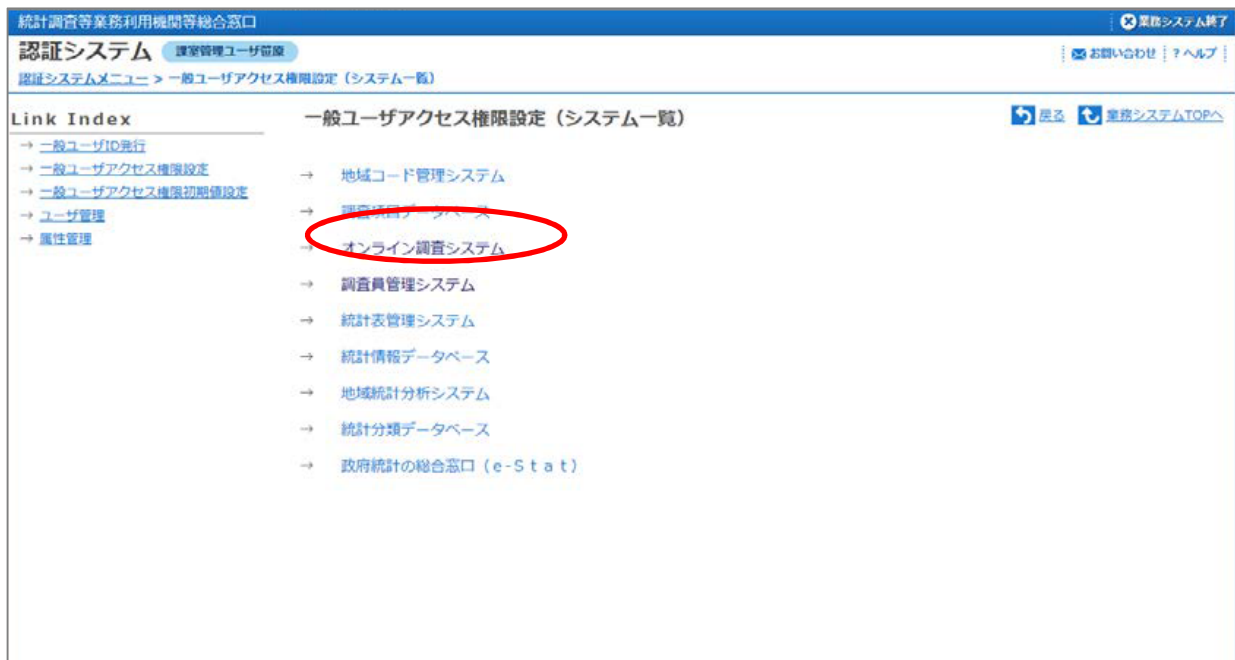 統計調査等業務利用機関等総合窓口
業務システム終了
認証システム 課室管理ユーザ笹原
お問い合わせ ? ヘルプ
認証システムメニュー > 一般ユーザアクセス権限設定（システム一覧）
Link Index
→ 一般ユーザID発行
→ 一般ユーザアクセス権限設定
→ 一般ユーザアクセス権限初期値設定
→ ユーザ管理
→ 属性管理
一般ユーザアクセス権限設定（システム一覧）
戻る 業務システムTOPへ
→ 地域コード管理システム
→ 調査項目データベース
→ オンライン調査システム
→ 調査員管理システム
→ 統計表管理システム
→ 統計情報データベース
→ 地域統計分析システム
→ 統計分類データベース
→ 政府統計の総合窓口（e-Stat）